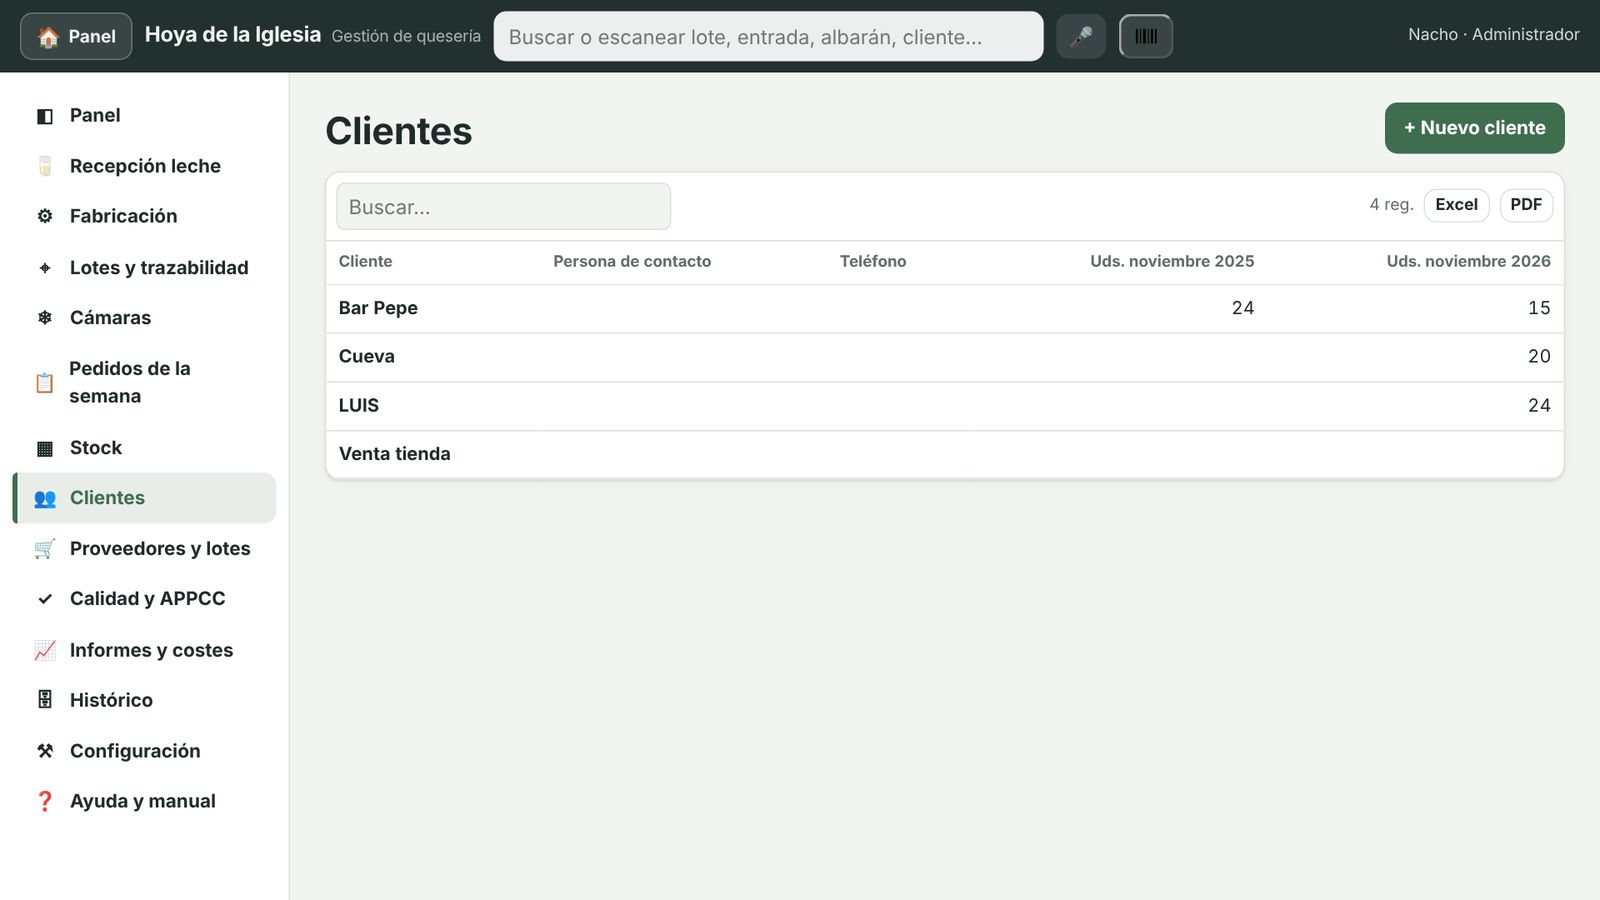 Panel
Hoya de la Iglesia
Gestión de quesería
Buscar o escanear lote, entrada, albarán, cliente...
Nacho · Administrador
Panel
Recepción leche
Fabricación
Lotes y trazabilidad
Cámaras
Pedidos de la
semana
Stock
Clientes
Proveedores y lotes
Calidad y APPCC
Informes y costes
Histórico
Configuración
Ayuda y manual
Clientes
+ Nuevo cliente
Buscar...
4 reg.
Excel
PDF
Cliente Persona de contacto Teléfono Uds. noviembre 2025 Uds. noviembre 2026
Bar Pepe 24 15
Cueva 20
LUIS 24
Venta tienda